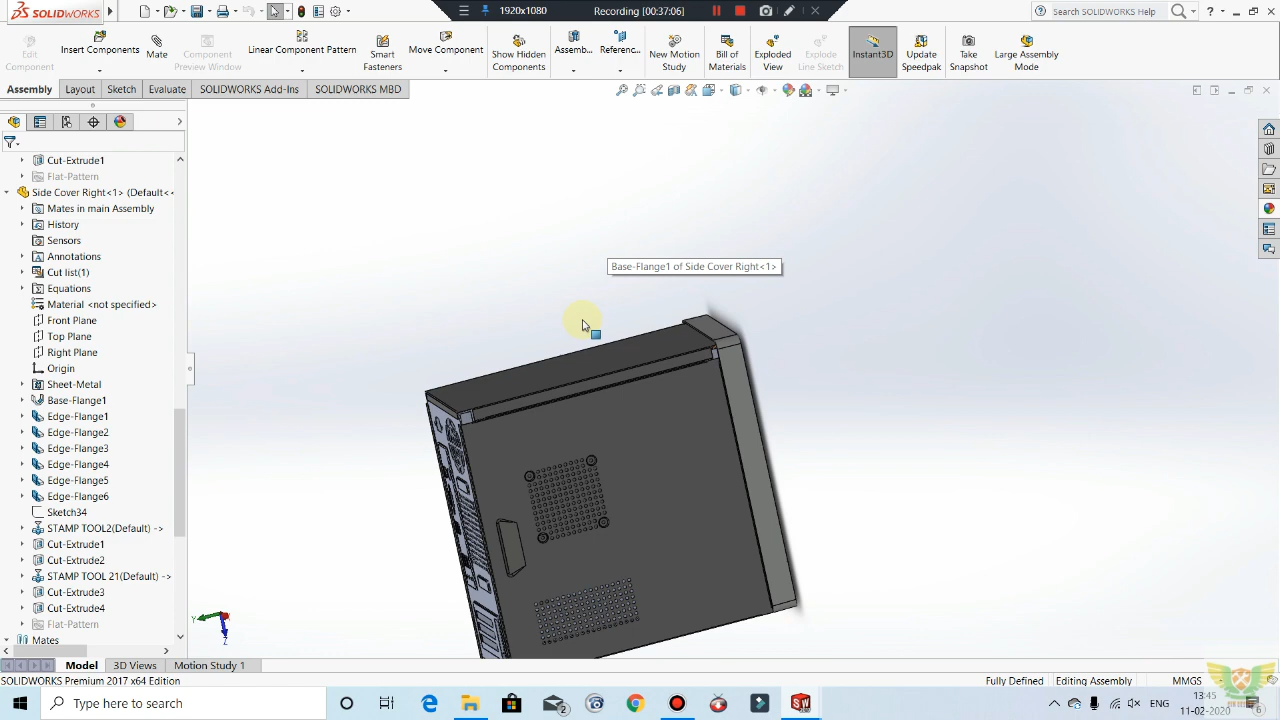 SOLIDWORKS
1920x1080
Recording [00:37:06]
Search SOLIDWORKS Help
Edit Component
Insert Components
Mate
Component Preview Window
Linear Component Pattern
Smart Fasteners
Move Component
Show Hidden Components
Assemb...
Referenc...
New Motion Study
Bill of Materials
Exploded View
Explode Line Sketch
Instant3D
Update Speedpak
Take Snapshot
Large Assembly Mode
Assembly
Layout
Sketch
Evaluate
SOLIDWORKS Add-Ins
SOLIDWORKS MBD
Cut-Extrude1
Flat-Pattern
Side Cover Right<1> (Default<<
Mates in main Assembly
History
Sensors
Annotations
Cut list(1)
Equations
Material <not specified>
Front Plane
Top Plane
Right Plane
Origin
Sheet-Metal
Base-Flange1
Edge-Flange1
Edge-Flange2
Edge-Flange3
Edge-Flange4
Edge-Flange5
Edge-Flange6
Sketch34
STAMP TOOL2(Default) ->
Cut-Extrude1
Cut-Extrude2
STAMP TOOL 21(Default) ->
Cut-Extrude3
Cut-Extrude4
Flat-Pattern
Mates
Base-Flange1 of Side Cover Right<1>
Y
Z
Model
3D Views
Motion Study 1
SOLIDWORKS Premium 2017 x64 Edition
Fully Defined
Editing Assembly
MMGS
Type here to search
2
ENG
13:45
11-02-2020
6